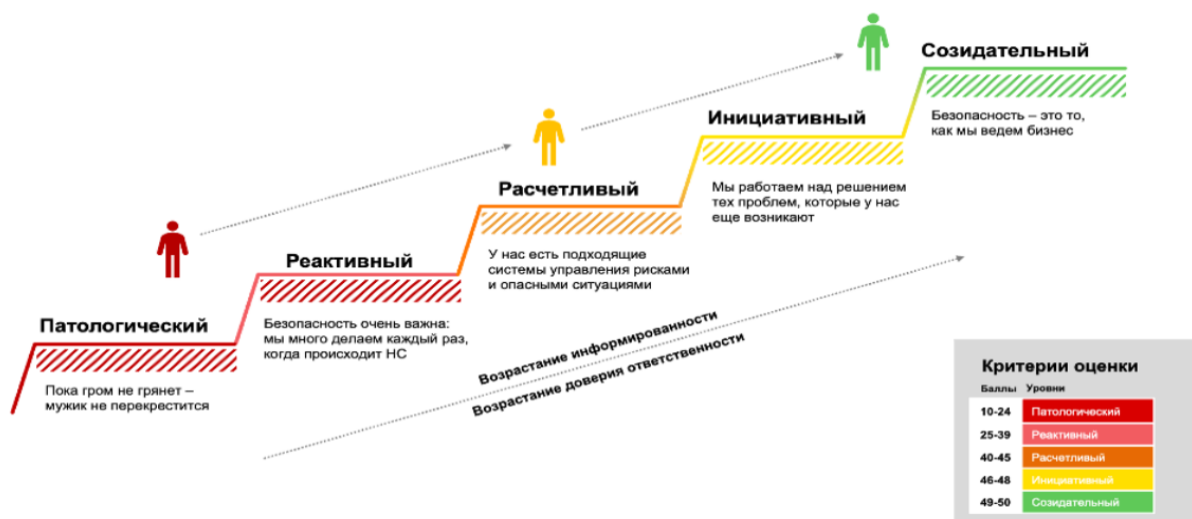 Созидательный
Безопасность – это то,
как мы ведем бизнес
Инициативный
Мы работаем над решением
тех проблем, которые у нас
еще возникают
Расчетливый
У нас есть подходящие
системы управления рисками
и опасными ситуациями
Реактивный
Безопасность очень важна:
мы много делаем каждый раз,
когда происходит НС
Патологический
Пока гром не грянет –
мужик не перекрестится
Возрастание информированности
Возрастание доверия ответственности
Критерии оценки
Баллы Уровни
10-24 Патологический
25-39 Реактивный
40-45 Расчетливый
46-48 Инициативный
49-50 Созидательный